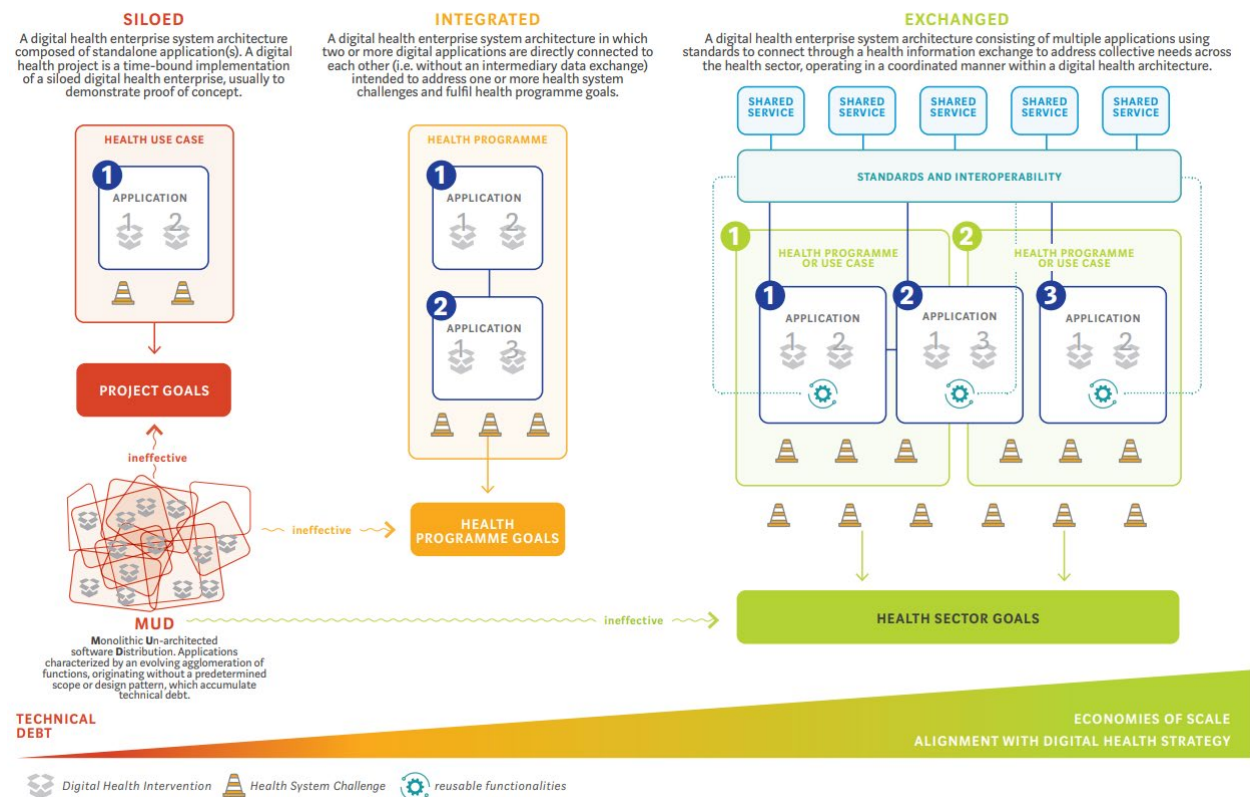 SILOED
A digital health enterprise system architecture
composed of standalone application(s). A digital
health project is a time-bound implementation
of a siloed digital health enterprise, usually to
demonstrate proof of concept.
HEALTH USE CASE
1
APPLICATION
1 2
PROJECT GOALS
ineffective
MUD
Monolithic Un-architected
software Distribution. Applications
characterized by an evolving agglomeration of
functions, originating without a predetermined
scope or design pattern, which accumulate
technical debt.
INTEGRATED
A digital health enterprise system architecture in which
two or more digital applications are directly connected to
each other (i.e. without an intermediary data exchange)
intended to address one or more health system
challenges and fulfil health programme goals.
HEALTH PROGRAMME
1
APPLICATION
1 2
2
APPLICATION
1 3
ineffective
HEALTH
PROGRAMME GOALS
EXCHANGED
A digital health enterprise system architecture consisting of multiple applications using
standards to connect through a health information exchange to address collective needs across
the health sector, operating in a coordinated manner within a digital health architecture.
SHARED
SERVICE
SHARED
SERVICE
SHARED
SERVICE
SHARED
SERVICE
SHARED
SERVICE
STANDARDS AND INTEROPERABILITY
1
HEALTH PROGRAMME
OR USE CASE
2
HEALTH PROGRAMME
OR USE CASE
1
APPLICATION
1 2
2
APPLICATION
1 3
3
APPLICATION
1 2
ineffective
HEALTH SECTOR GOALS
TECHNICAL
DEBT
ECONOMIES OF SCALE
ALIGNMENT WITH DIGITAL HEALTH STRATEGY
Digital Health Intervention
Health System Challenge
reusable functionalities